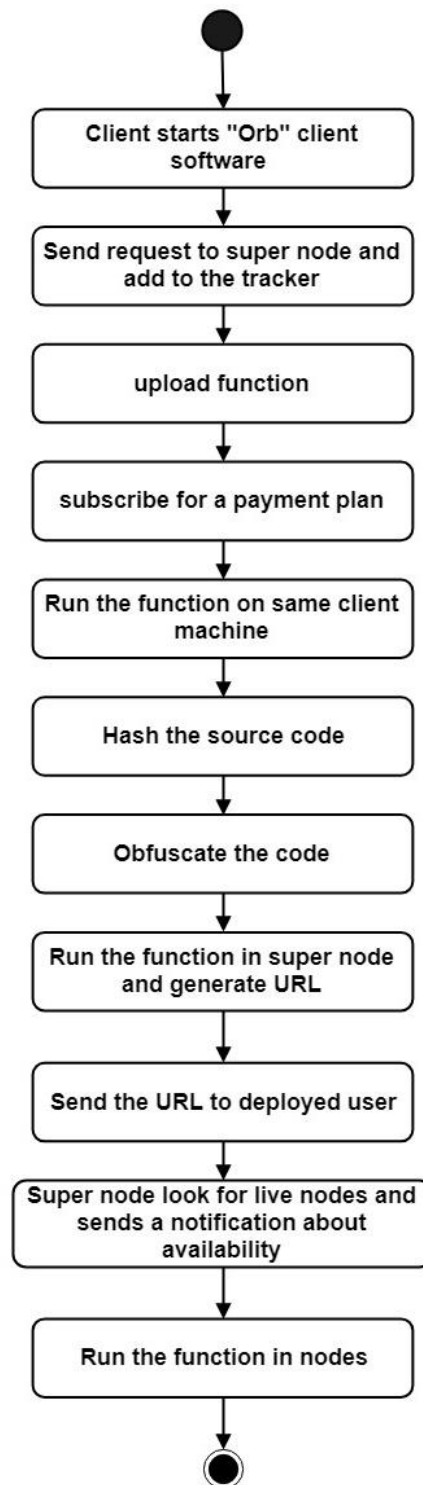 Client starts "Orb" client
software
Send request to super node and
add to the tracker
upload function
subscribe for a payment plan
Run the function on same client
machine
Hash the source code
Obfuscate the code
Run the function in super node
and generate URL
Send the URL to deployed user
Super node look for live nodes and
sends a notification about
availability
Run the function in nodes